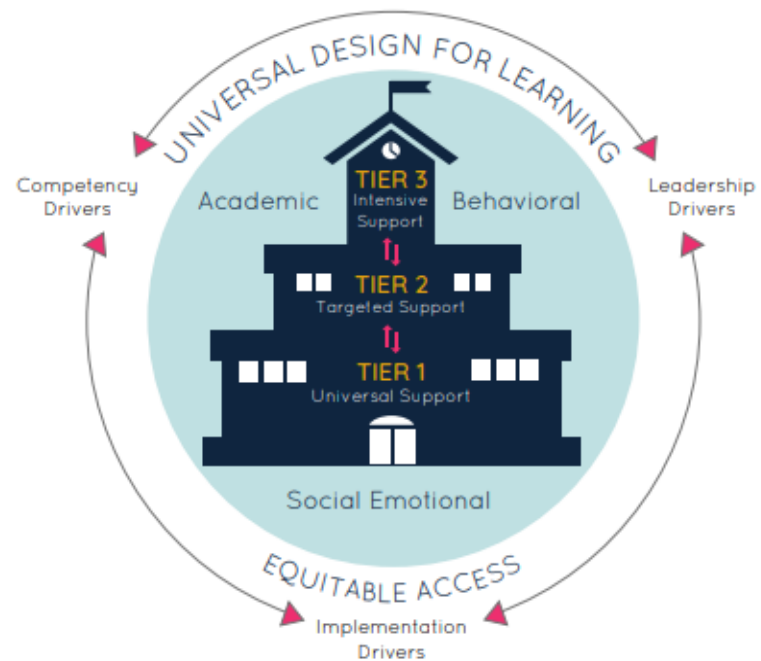 UNIVERSAL DESIGN FOR LEARNING
Competency
Drivers
Leadership
Drivers
Academic
Behavioral
TIER 3
Intensive
Support
TIER 2
Targeted Support
TIER 1
Universal Support
Social Emotional
EQUITABLE ACCESS
Implementation
Drivers